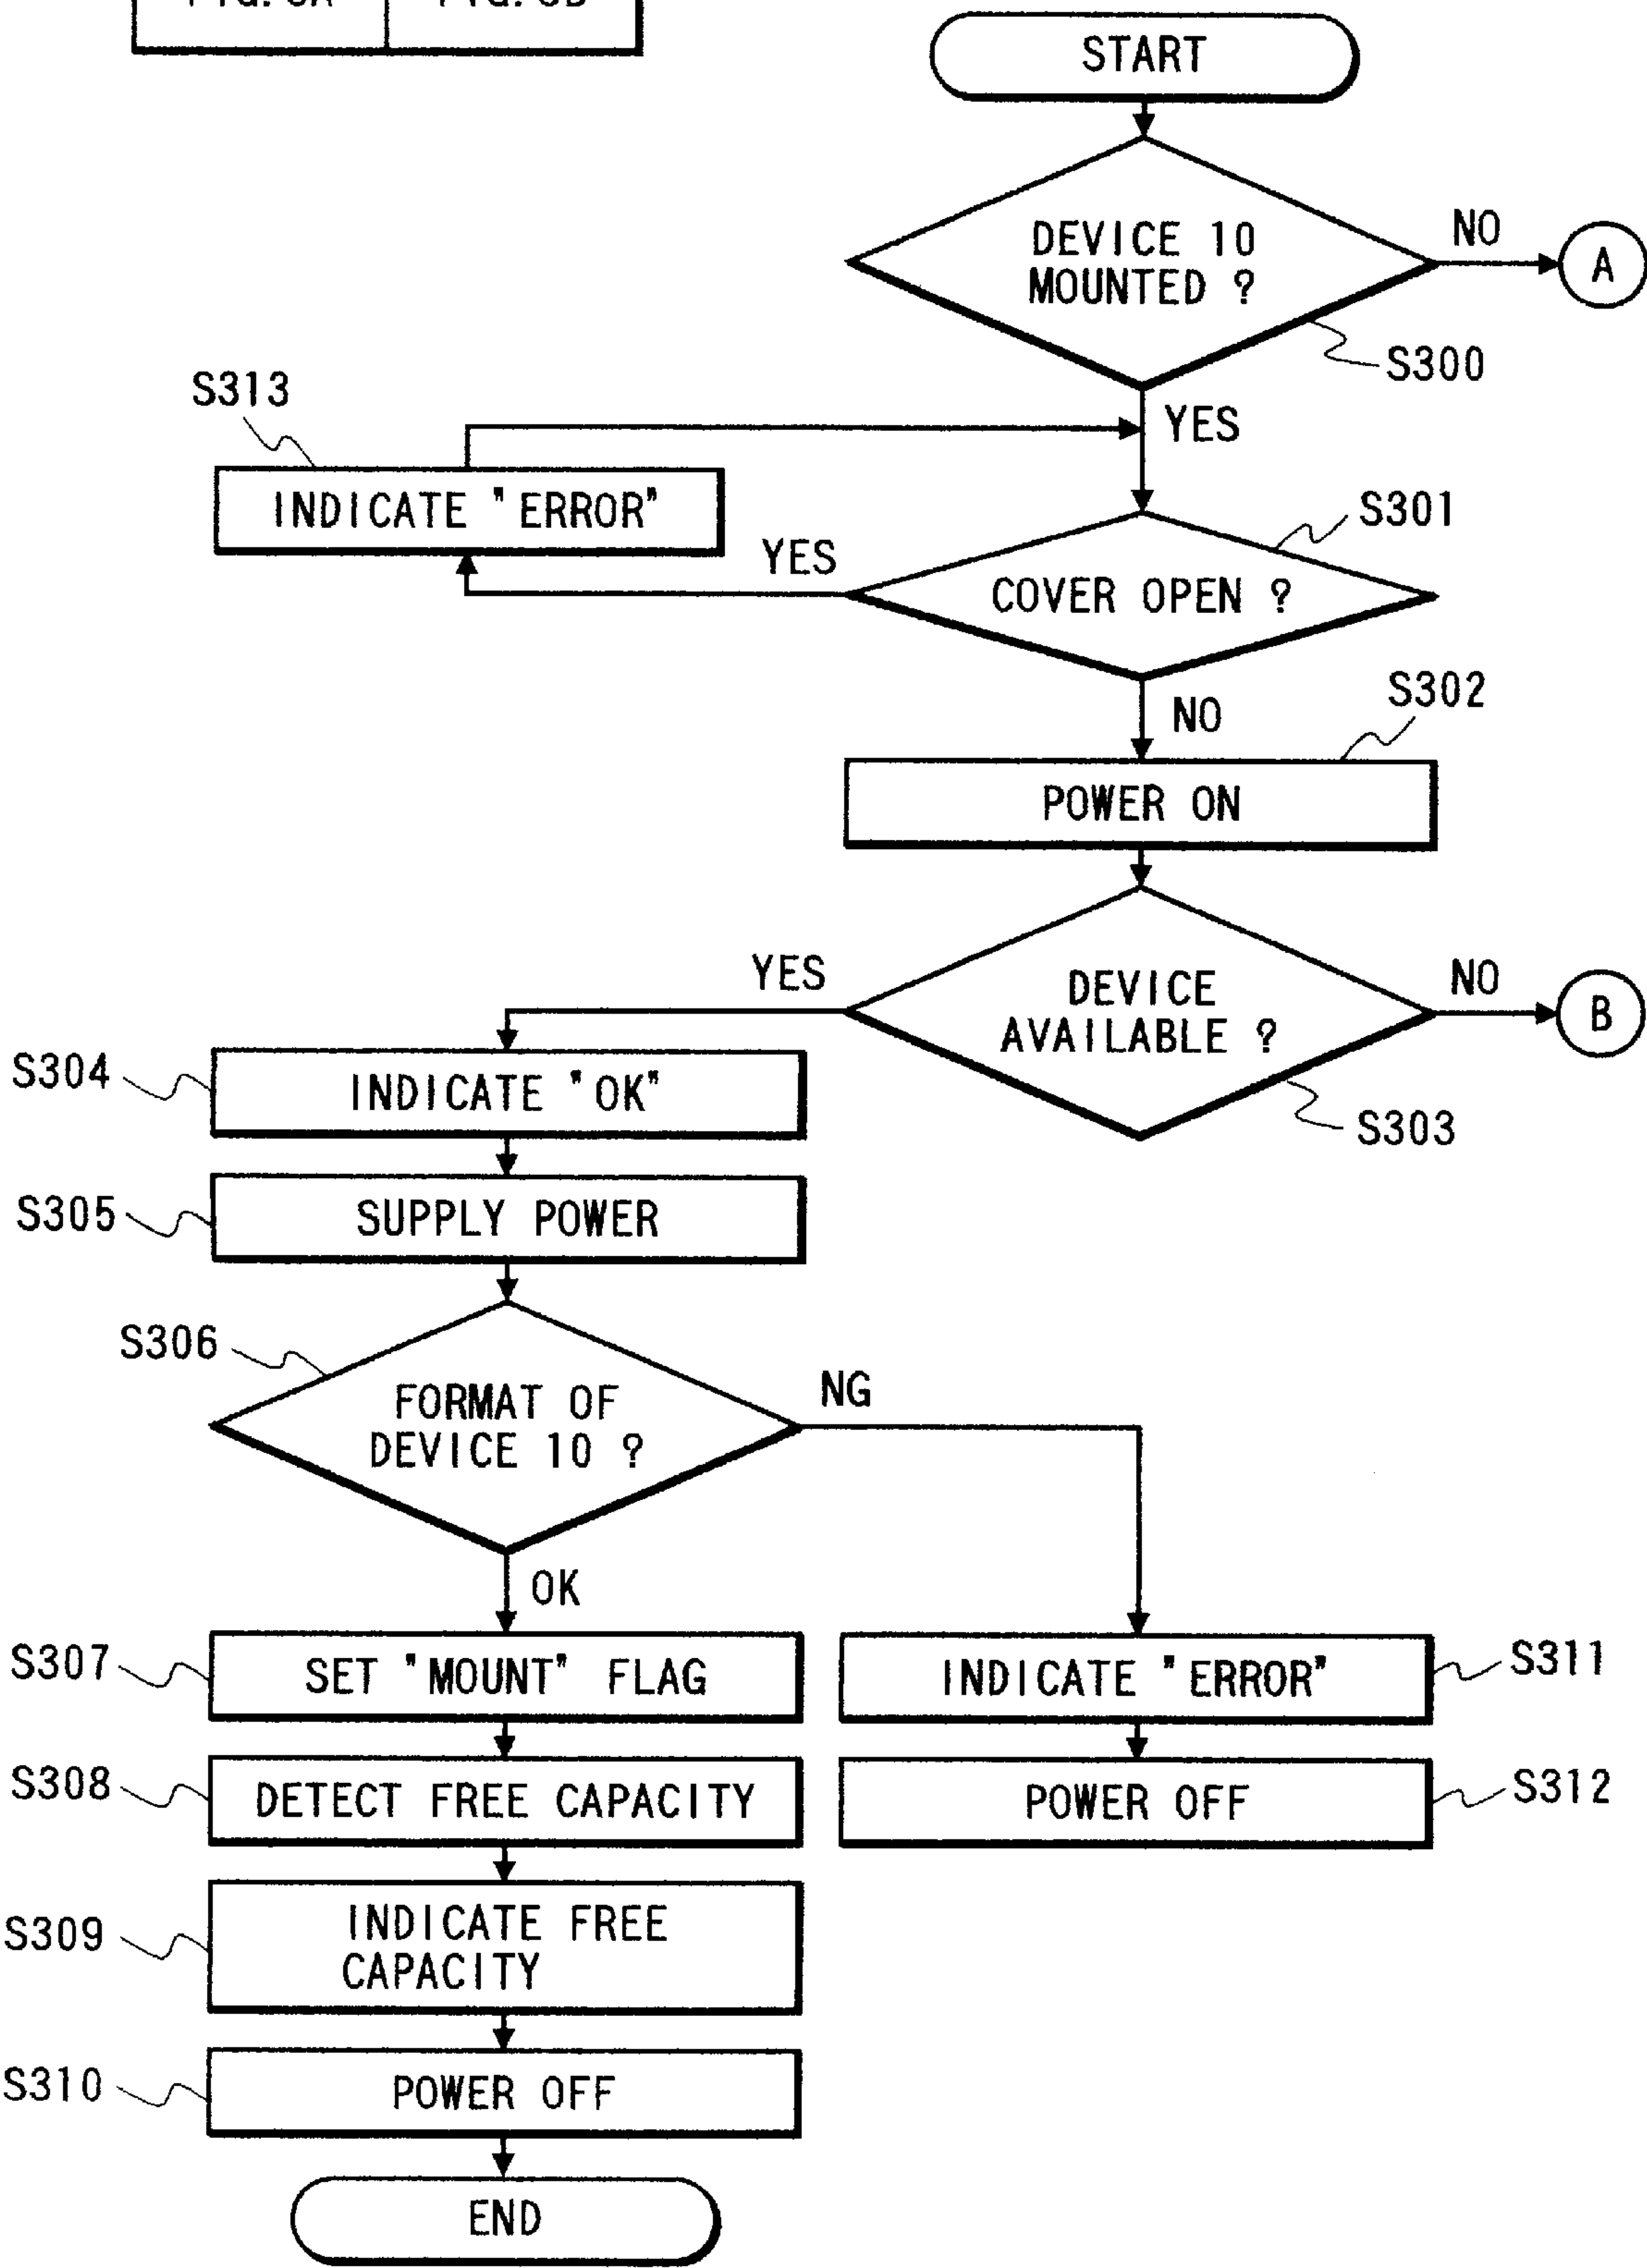 START
DEVICE 10
MOUNTED ?
NO
A
S300
YES
S313
INDICATE "ERROR"
YES
S301
COVER OPEN ?
NO
S302
POWER ON
DEVICE
AVAILABLE ?
NO
B
S303
YES
S304
INDICATE "OK"
S305
SUPPLY POWER
S306
FORMAT OF
DEVICE 10 ?
NG
OK
S307
SET "MOUNT" FLAG
INDICATE "ERROR"
S311
S308
DETECT FREE CAPACITY
POWER OFF
S312
S309
INDICATE FREE
CAPACITY
S310
POWER OFF
END